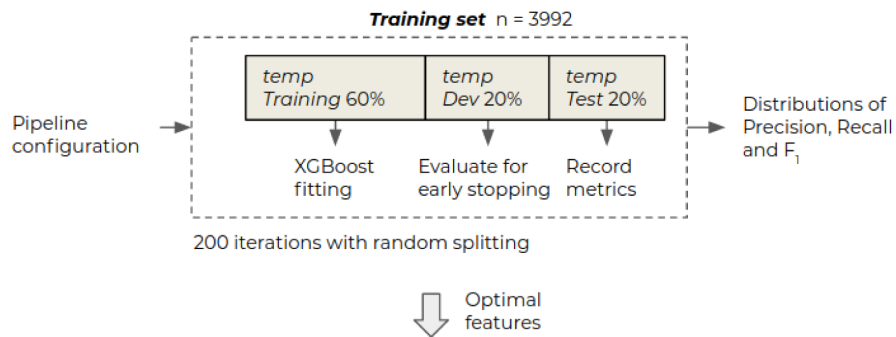 Training set n = 3992
temp
Training 60%
temp
Dev 20%
temp
Test 20%
Pipeline
configuration
Distributions of
Precision, Recall
and F1
XGBoost
fitting
Evaluate for
early stopping
Record
metrics
200 iterations with random splitting
Optimal
features